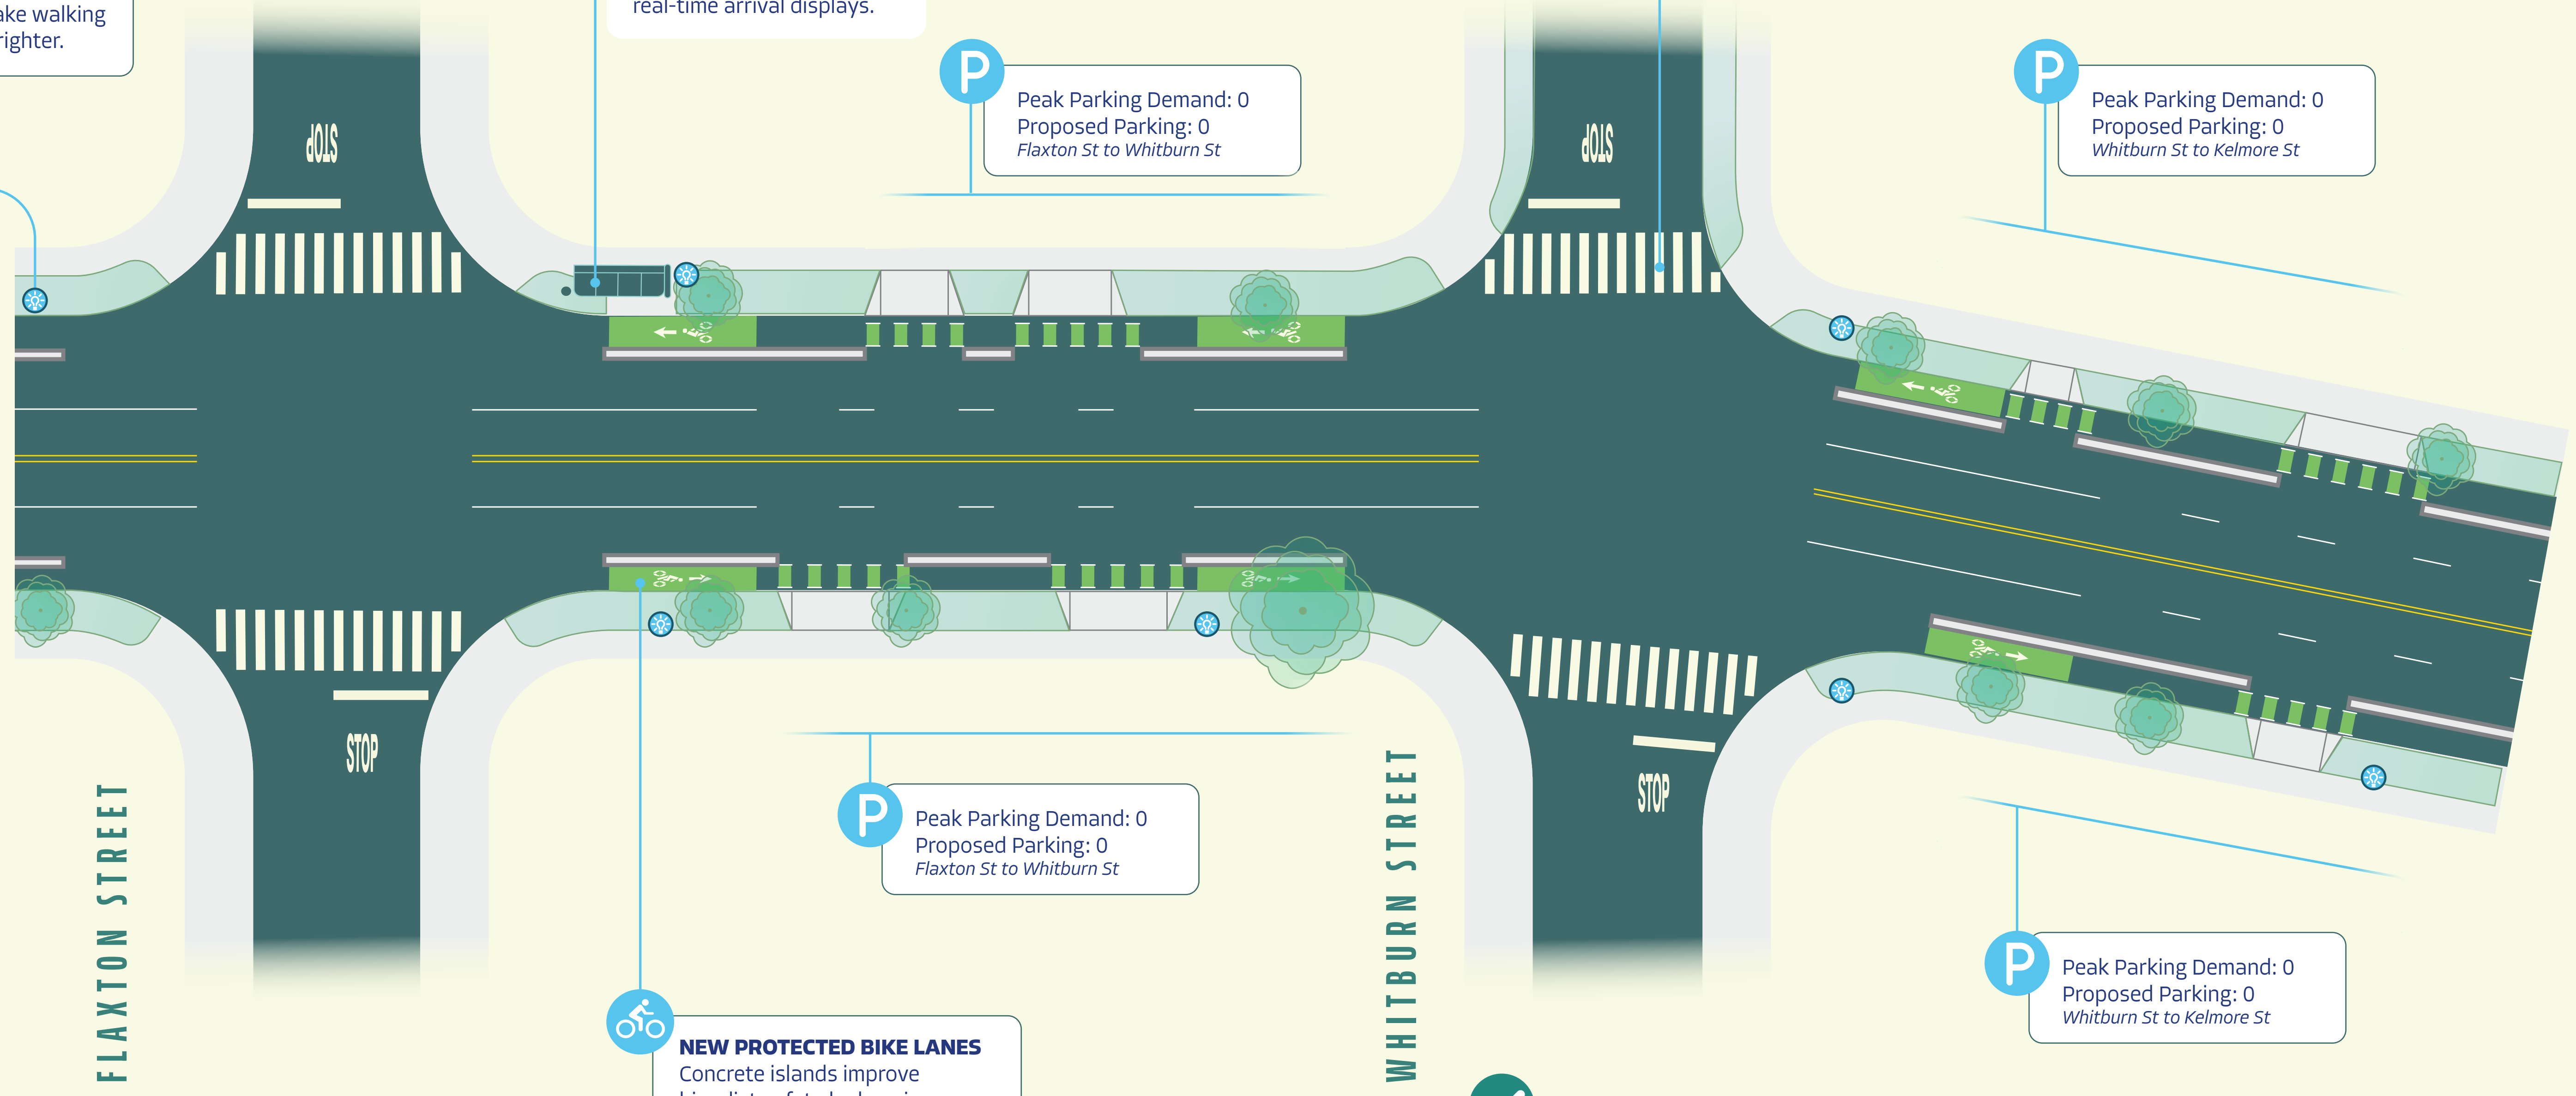 ake walking
righter.
real-time arrival displays.
P
Peak Parking Demand: 0
Proposed Parking: 0
Flaxton St to Whitburn St
P
Peak Parking Demand: 0
Proposed Parking: 0
Whitburn St to Kelmore St
STOP
STOP
STOP
STOP
FLAXTON STREET
P
Peak Parking Demand: 0
Proposed Parking: 0
Flaxton St to Whitburn St
WHITBURN STREET
P
Peak Parking Demand: 0
Proposed Parking: 0
Whitburn St to Kelmore St
NEW PROTECTED BIKE LANES
Concrete islands improve